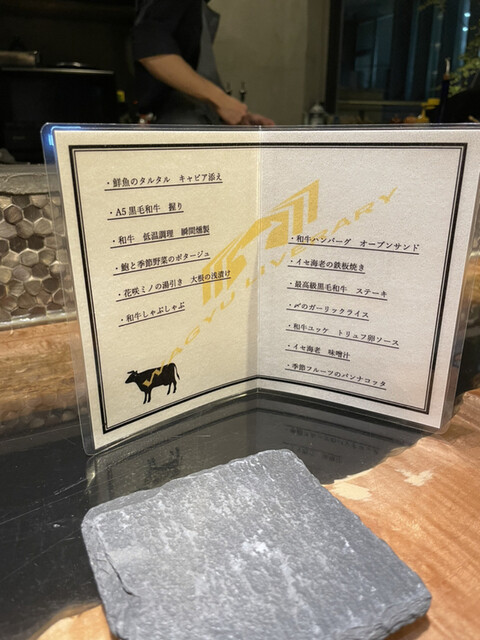 ・鮮魚のタルタル キャビア添え
・A5黒毛和牛 握り
・和牛 低温調理 瞬間燻製
・鮑と季節野菜のポタージュ
・花咲ミノの湯引き 大根の浅漬け
・和牛しゃぶしゃぶ
・和牛ハンバーグ オープンサンド
・イセ海老の鉄板焼き
・最高級黒毛和牛 ステーキ
・〆のガーリックライス
・和牛ユッケ トリュフ卵ソース
・イセ海老 味噌汁
・季節フルーツのパンナコッタ
WAGYU LIVERARY